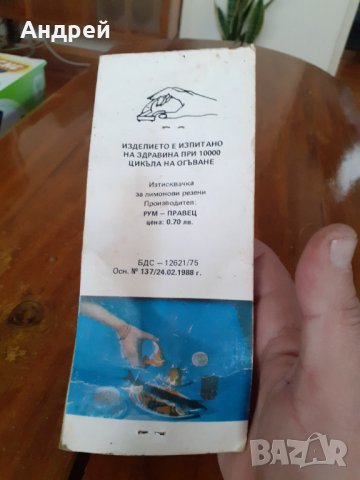 Андрей
ИЗДЕЛИЕТО Е ИЗПИТАНО
НА ЗДРАВИНА ПРИ 10000
ЦИКЪЛА НА ОГЪВАНЕ
Изтисквачка
за лимонови резени
Производител:
РУМ – ПРАВЕЦ
цена: 0.70 лв.
БДС – 12621/75
Осн. № 137/24.02.1988 г.
BAZAR